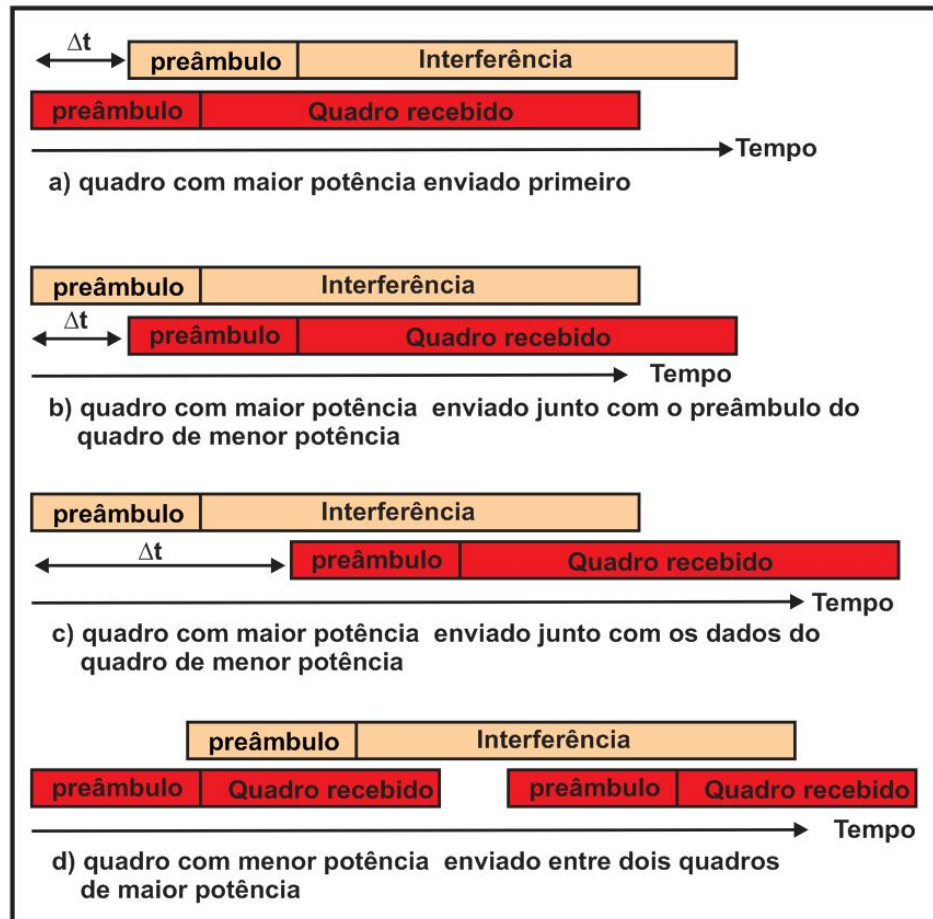 Δt
preâmbulo Interferência
preâmbulo Quadro recebido
Tempo
a) quadro com maior potência enviado primeiro
preâmbulo Interferência
Δt
preâmbulo Quadro recebido
Tempo
b) quadro com maior potência enviado junto com o preâmbulo do
quadro de menor potência
preâmbulo Interferência
Δt
preâmbulo Quadro recebido
Tempo
c) quadro com maior potência enviado junto com os dados do
quadro de menor potência
preâmbulo Interferência
preâmbulo Quadro recebido preâmbulo Quadro recebido
Tempo
d) quadro com menor potência enviado entre dois quadros
de maior potência